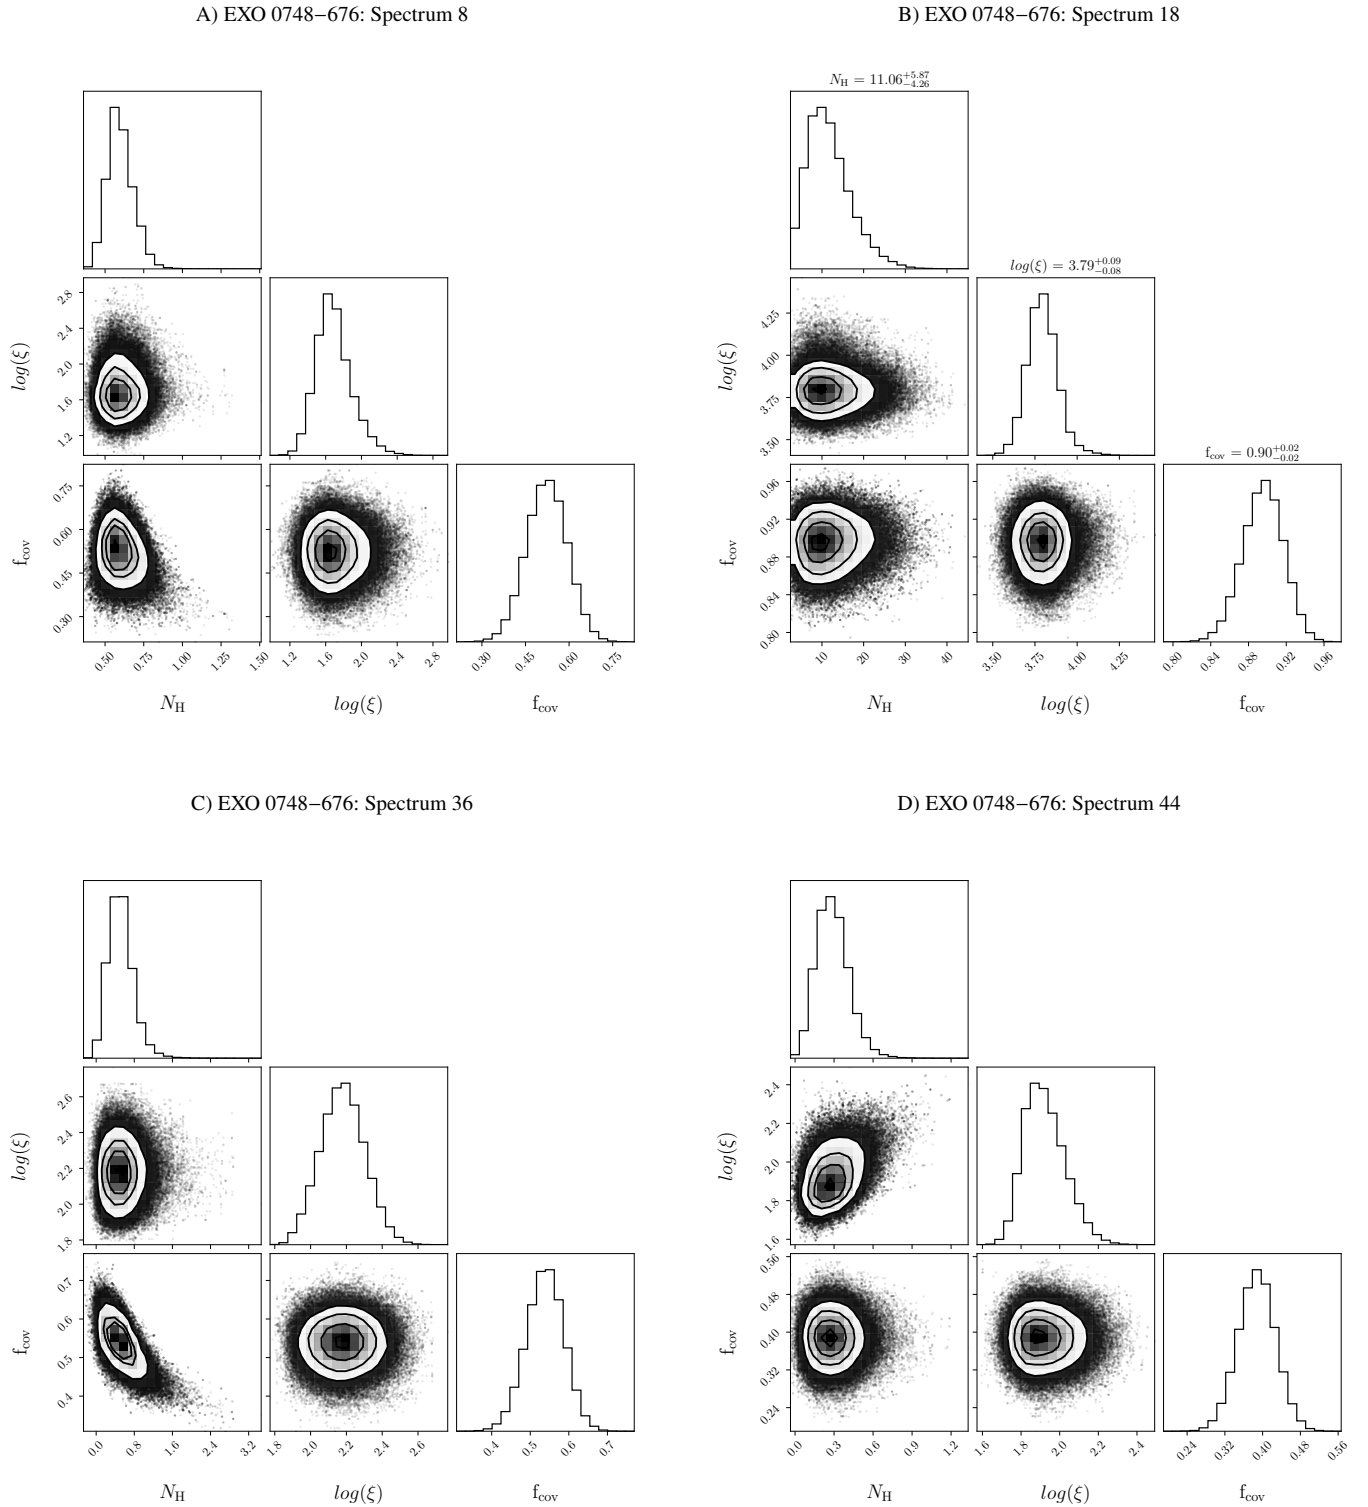 A) EXO 0748−676: Spectrum 8
2.8
2.4
2.0
1.6
1.2
log(ξ)
0.75
0.60
0.45
0.30
f_cov
0.50 0.75 1.00 1.25 1.50
1.2 1.6 2.0 2.4 2.8
0.30 0.45 0.60 0.75
N_H log(ξ) f_cov
B) EXO 0748−676: Spectrum 18
N_H = 11.06^{+5.87}_{−4.26}
log(ξ) = 3.79^{+0.09}_{−0.08}
4.25
4.00
3.75
3.50
log(ξ)
f_cov = 0.90^{+0.02}_{−0.02}
0.96
0.92
0.88
0.84
0.80
f_cov
10 20 30 40
3.50 3.75 4.00 4.25
0.80 0.84 0.88 0.92 0.96
N_H log(ξ) f_cov
C) EXO 0748−676: Spectrum 36
2.6
2.4
2.2
2.0
1.8
log(ξ)
0.7
0.6
0.5
0.4
f_cov
0.0 0.8 1.6 2.4 3.2
1.8 2.0 2.2 2.4 2.6
0.4 0.5 0.6 0.7
N_H log(ξ) f_cov
D) EXO 0748−676: Spectrum 44
2.4
2.2
2.0
1.8
1.6
log(ξ)
0.56
0.48
0.40
0.32
0.24
f_cov
0.0 0.3 0.6 0.9 1.2
1.6 1.8 2.0 2.2 2.4
0.24 0.32 0.40 0.48 0.56
N_H log(ξ) f_cov